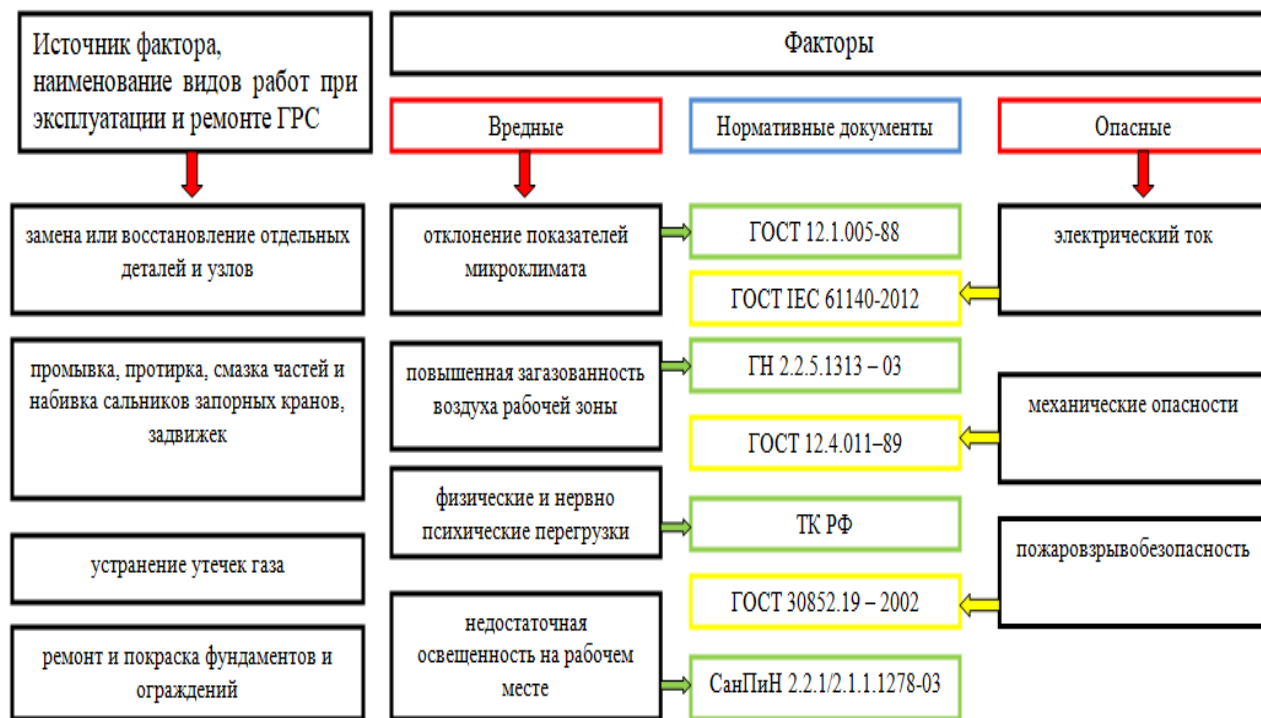 Источник фактора,
наименование видов работ при
эксплуатации и ремонте ГРС
Факторы
Вредные
Нормативные документы
Опасные
замена или восстановление отдельных
деталей и узлов
промывка, протирка, смазка частей и
набивка сальников запорных кранов,
задвижек
устранение утечек газа
ремонт и покраска фундаментов и
ограждений
отклонение показателей
микроклимата
повышенная загазованность
воздуха рабочей зоны
физические и нервно
психические перегрузки
недостаточная
освещенность на рабочем
месте
ГОСТ 12.1.005-88
ГОСТ IEC 61140-2012
ГН 2.2.5.1313 – 03
ГОСТ 12.4.011–89
ТК РФ
ГОСТ 30852.19 – 2002
СанПиН 2.2.1/2.1.1.1278-03
электрический ток
механические опасности
пожаровзрывобезопасность